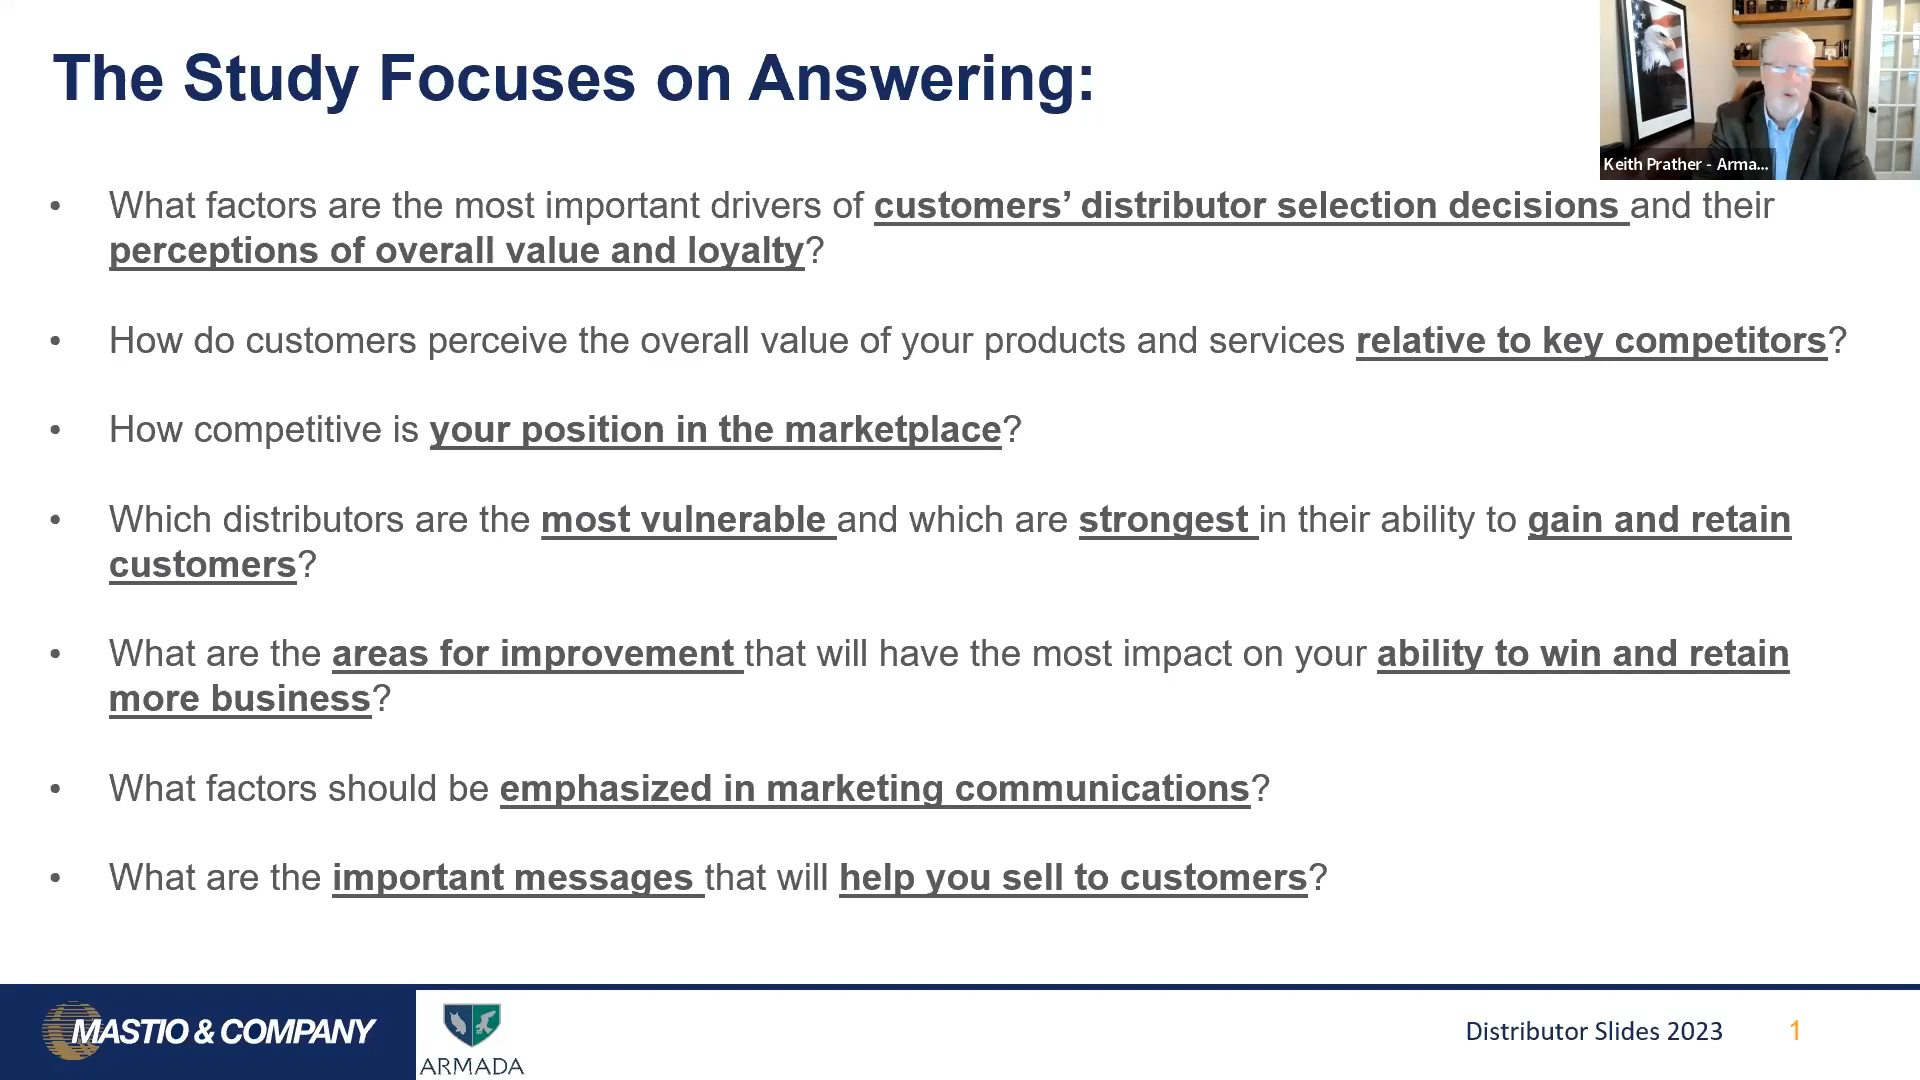 The Study Focuses on Answering:
Keith Prather - Arma...
• What factors are the most important drivers of customers’ distributor selection decisions and their
perceptions of overall value and loyalty?
• How do customers perceive the overall value of your products and services relative to key competitors?
• How competitive is your position in the marketplace?
• Which distributors are the most vulnerable and which are strongest in their ability to gain and retain
customers?
• What are the areas for improvement that will have the most impact on your ability to win and retain
more business?
• What factors should be emphasized in marketing communications?
• What are the important messages that will help you sell to customers?
MASTIO & COMPANY
ARMADA
Distributor Slides 2023
1